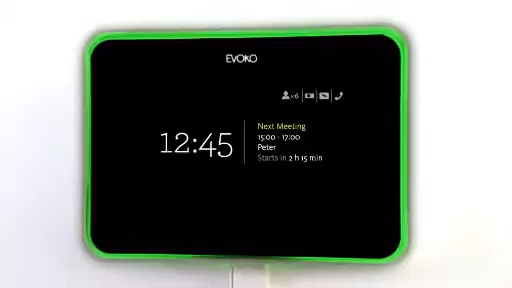 EVOKO
×6
12:45
Next Meeting
15:00 - 17:00
Peter
Starts in 2 h 15 min